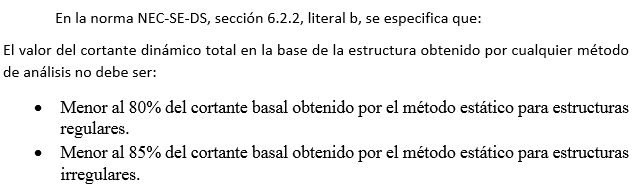 En la norma NEC-SE-DS, sección 6.2.2, literal b, se especifica que:
El valor del cortante dinámico total en la base de la estructura obtenido por cualquier método
de análisis no debe ser:
• Menor al 80% del cortante basal obtenido por el método estático para estructuras
regulares.
• Menor al 85% del cortante basal obtenido por el método estático para estructuras
irregulares.